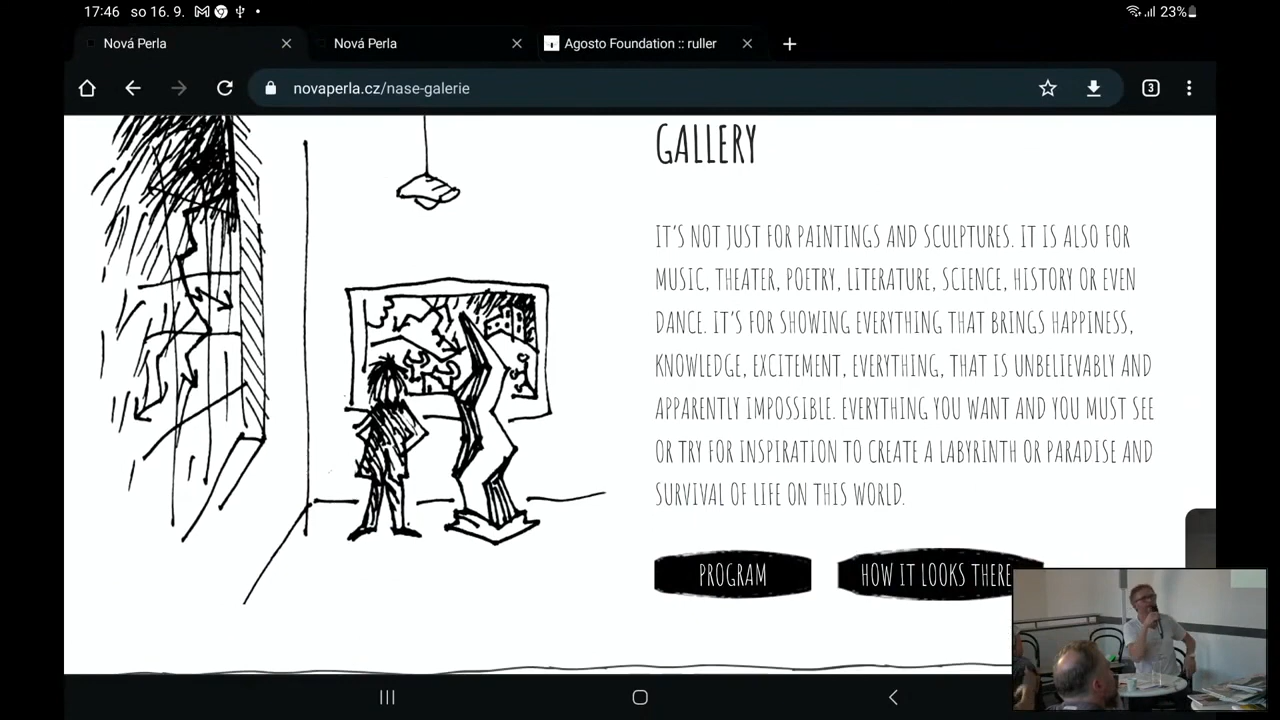 17:46 so 16. 9.
23%
Nová Perla
Nová Perla
Agosto Foundation :: ruller
novaperla.cz/nase-galerie
3
GALLERY
IT'S NOT JUST FOR PAINTINGS AND SCULPTURES. IT IS ALSO FOR
MUSIC, THEATER, POETRY, LITERATURE, SCIENCE, HISTORY OR EVEN
DANCE. IT'S FOR SHOWING EVERYTHING THAT BRINGS HAPPINESS,
KNOWLEDGE, EXCITEMENT, EVERYTHING, THAT IS UNBELIEVABLY AND
APPARENTLY IMPOSSIBLE. EVERYTHING YOU WANT AND YOU MUST SEE
OR TRY FOR INSPIRATION TO CREATE A LABYRINTH OR PARADISE AND
SURVIVAL OF LIFE ON THIS WORLD.
PROGRAM
HOW IT LOOKS THERE